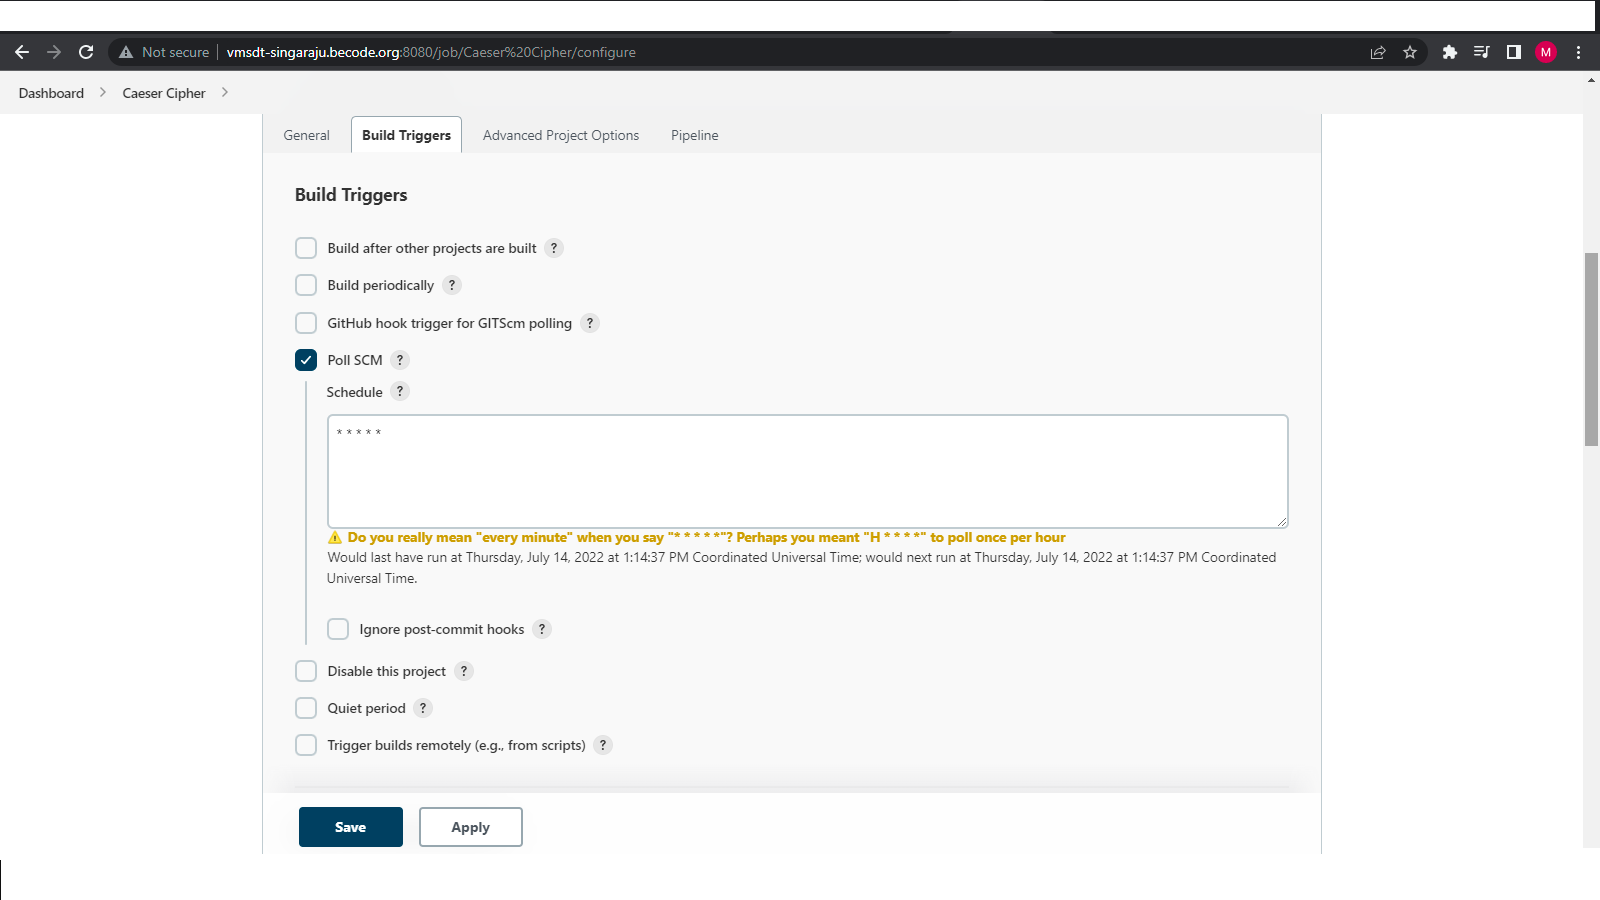 Not secure vmsdt-singaraju.becode.org:8080/job/Caeser%20Cipher/configure M
Dashboard Caeser Cipher
General Build Triggers Advanced Project Options Pipeline
Build Triggers
Build after other projects are built ?
Build periodically ?
GitHub hook trigger for GITScm polling ?
Poll SCM ?
Schedule ?
* * * * *
Do you really mean "every minute" when you say "* * * * *"? Perhaps you meant "H * * * *" to poll once per hour
Would last have run at Thursday, July 14, 2022 at 1:14:37 PM Coordinated Universal Time; would next run at Thursday, July 14, 2022 at 1:14:37 PM Coordinated
Universal Time.
Ignore post-commit hooks ?
Disable this project ?
Quiet period ?
Trigger builds remotely (e.g., from scripts) ?
Save Apply